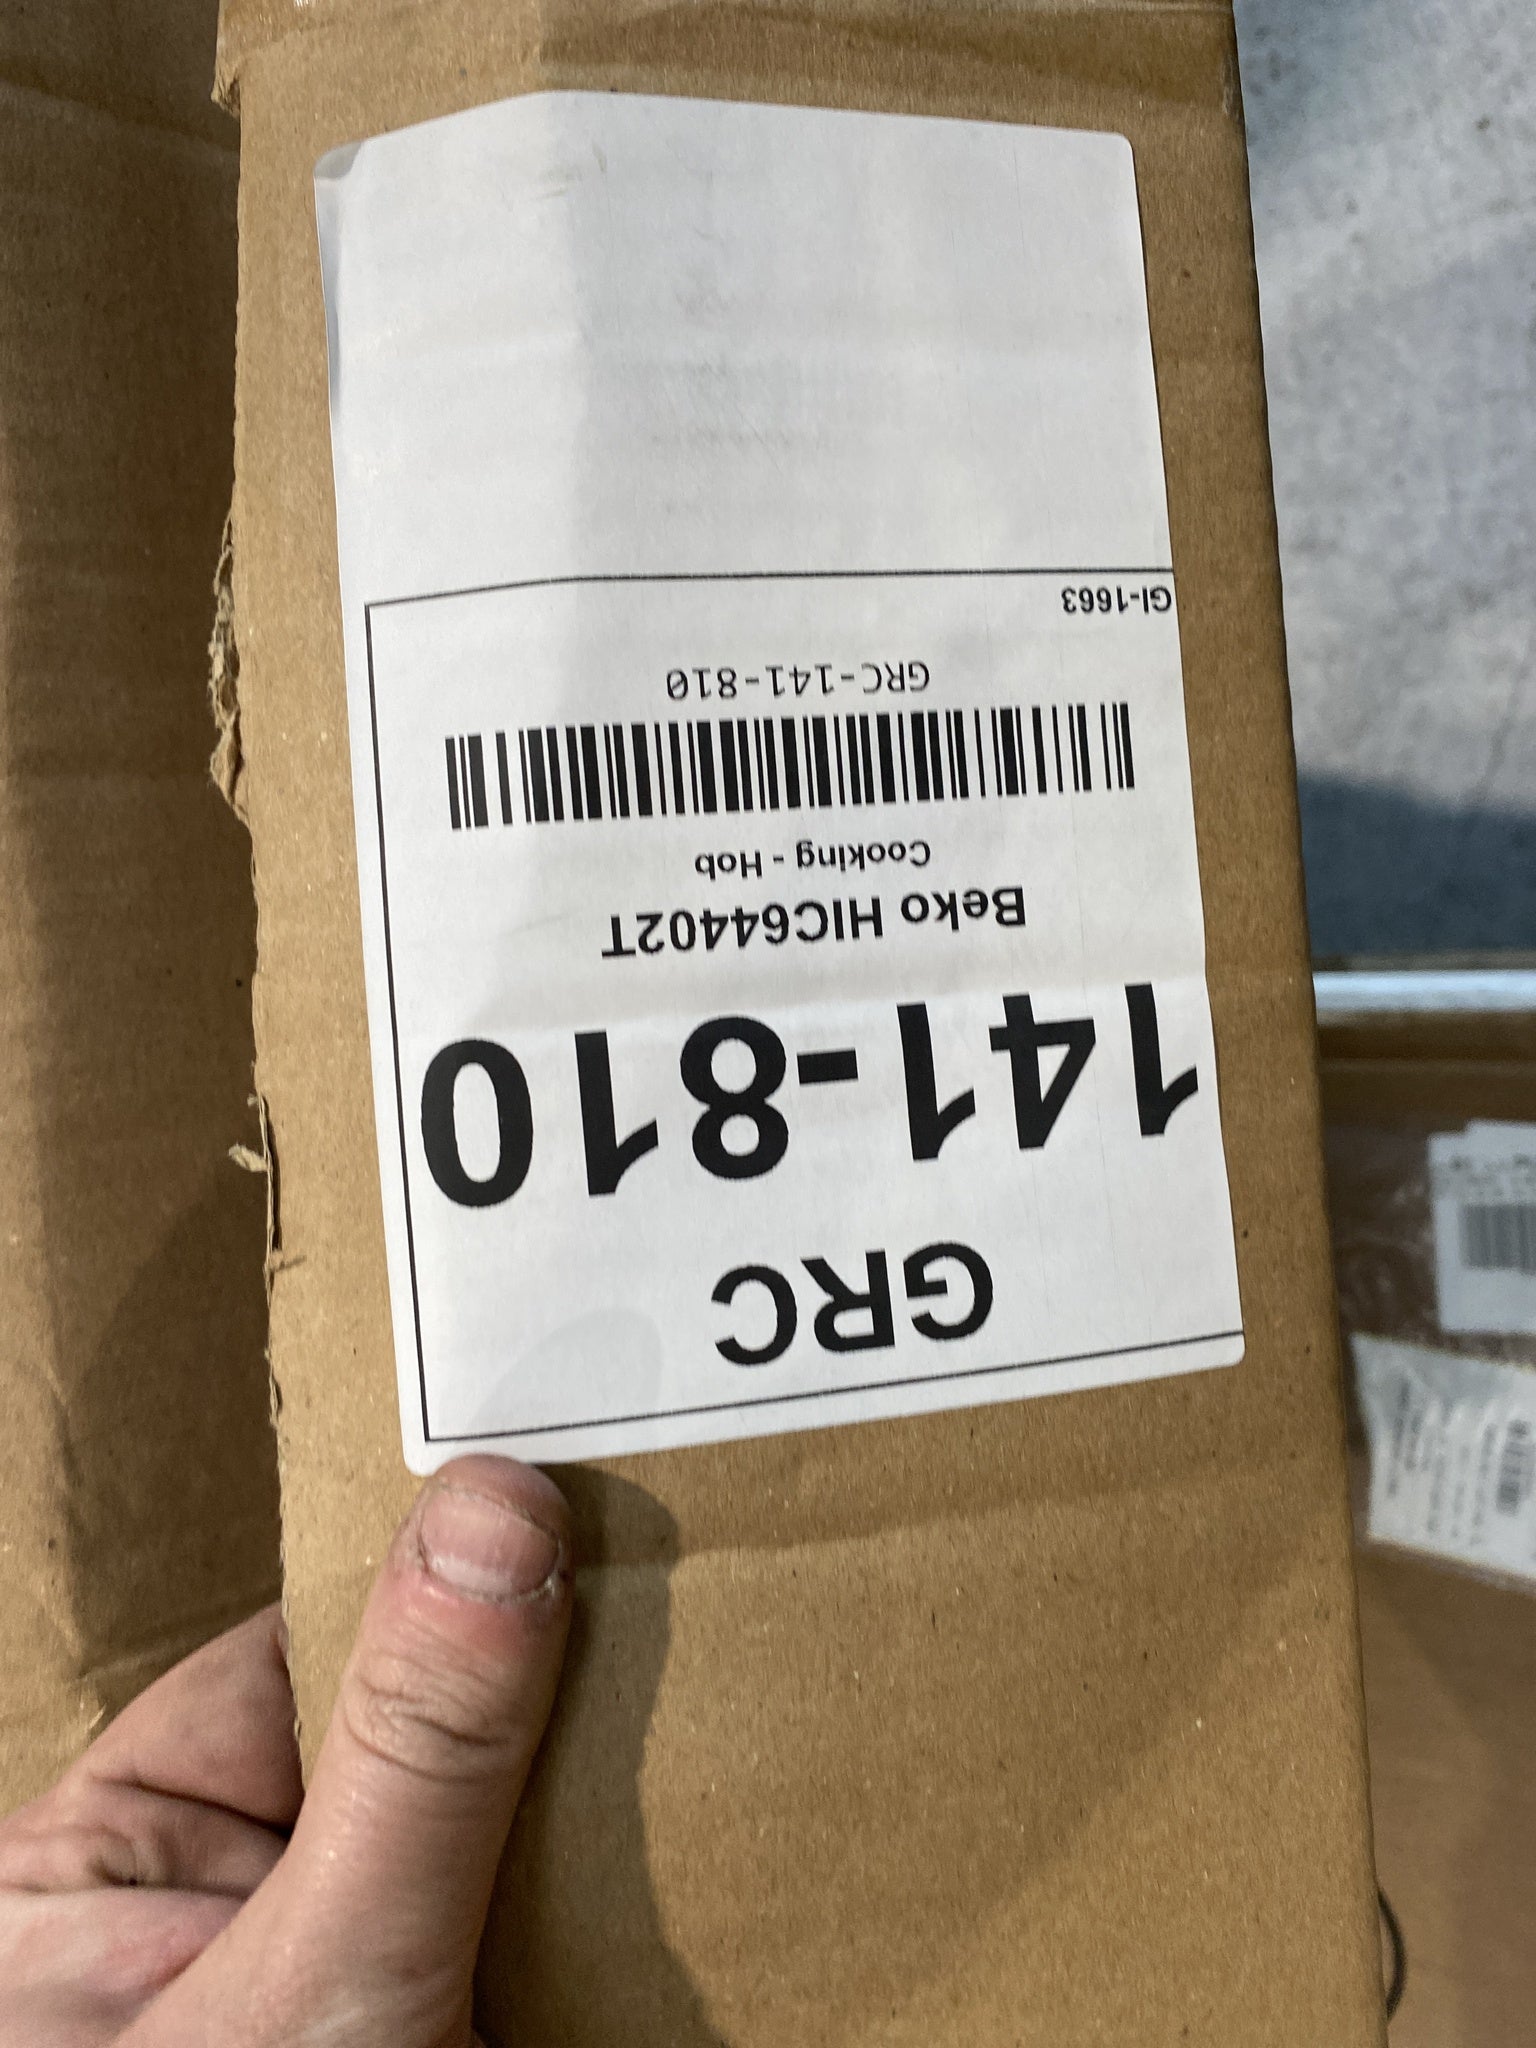 GRC
141-810
Beko HIC64402T
Cooking - Hob
GRC-141-810
GI-1663